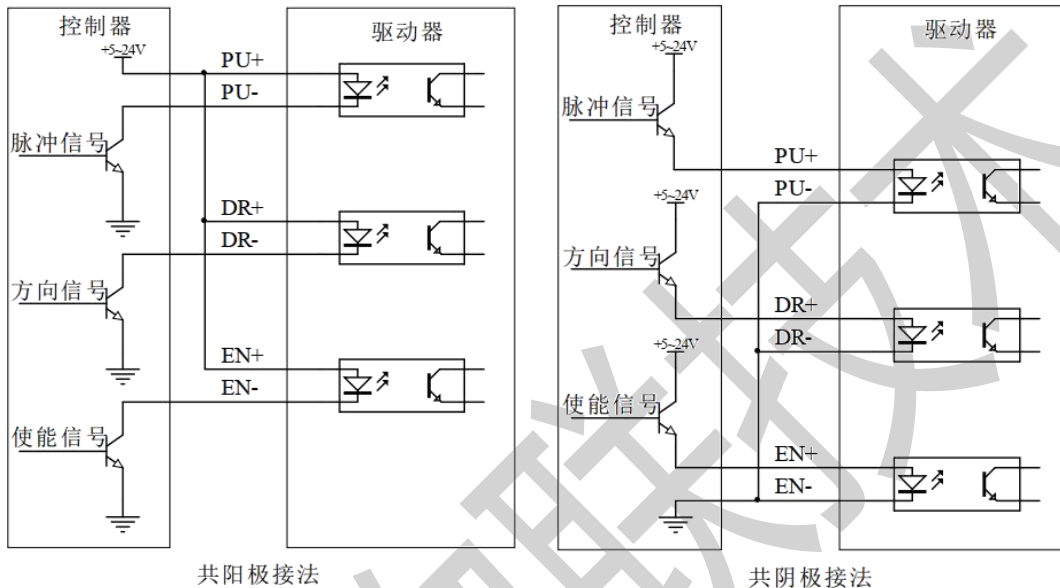 控制器
驱动器
+5~24V
PU+
PU-
脉冲信号
DR+
DR-
方向信号
EN+
EN-
使能信号
共阳极接法
控制器
驱动器
+5~24V
脉冲信号
PU+
PU-
+5~24V
方向信号
DR+
DR-
+5~24V
使能信号
EN+
EN-
共阴极接法
联技术